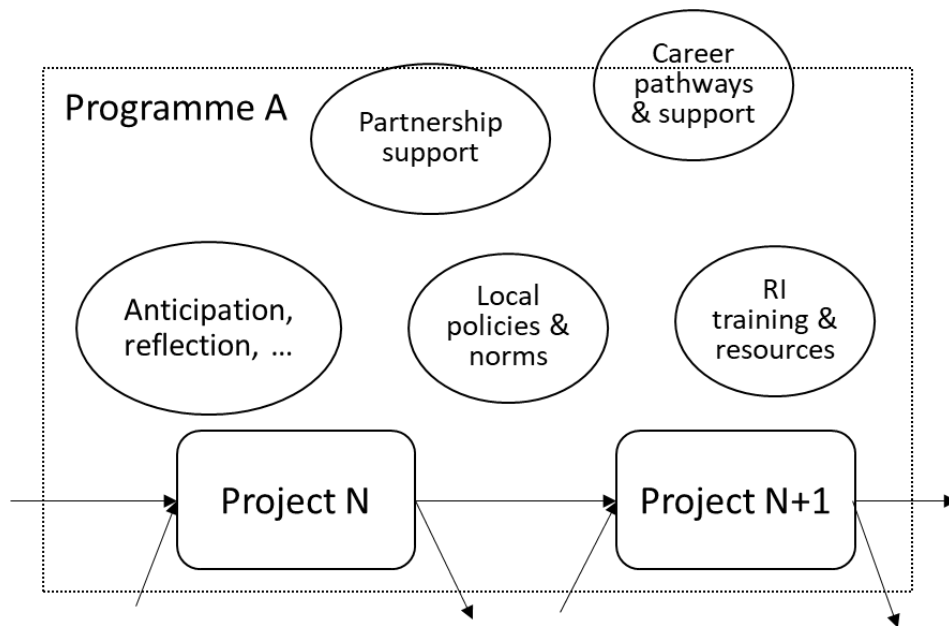 Programme A
Partnership
support
Career
pathways
& support
Anticipation,
reflection, ...
Local
policies &
norms
RI
training &
resources
Project N
Project N+1